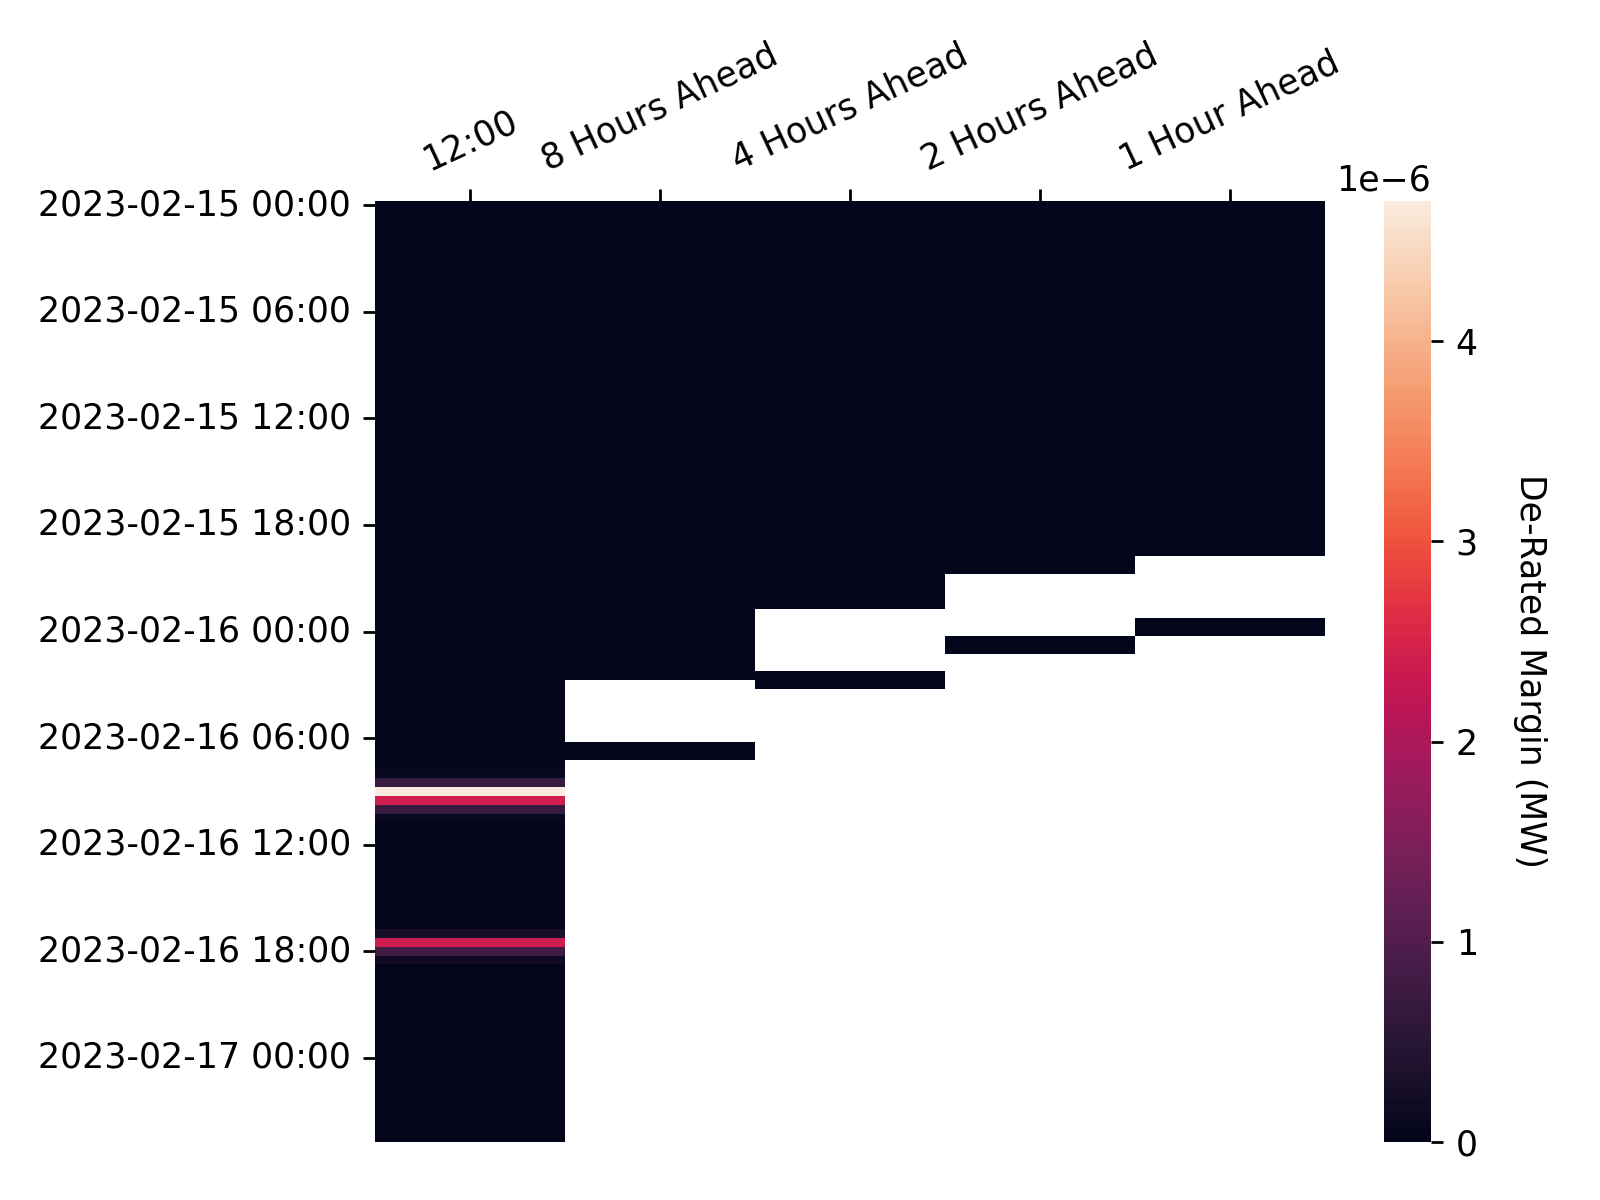 12:00
8 Hours Ahead
4 Hours Ahead
2 Hours Ahead
1 Hour Ahead
1e−6
2023-02-15 00:00
2023-02-15 06:00
2023-02-15 12:00
2023-02-15 18:00
2023-02-16 00:00
2023-02-16 06:00
2023-02-16 12:00
2023-02-16 18:00
2023-02-17 00:00
4
3
2
1
0
De-Rated Margin (MW)